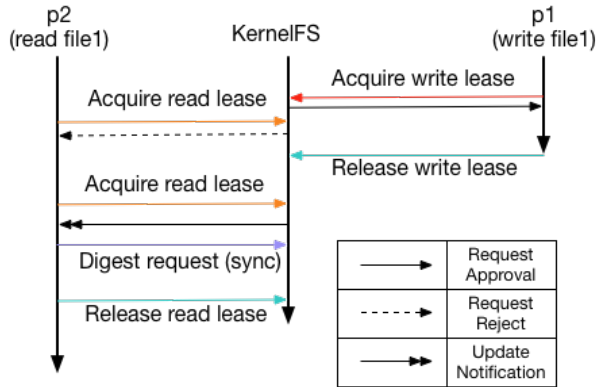 p2
(read file1)
KernelFS
p1
(write file1)
Acquire write lease
Acquire read lease
Release write lease
Acquire read lease
Digest request (sync)
Release read lease
Request
Approval
Request
Reject
Update
Notification